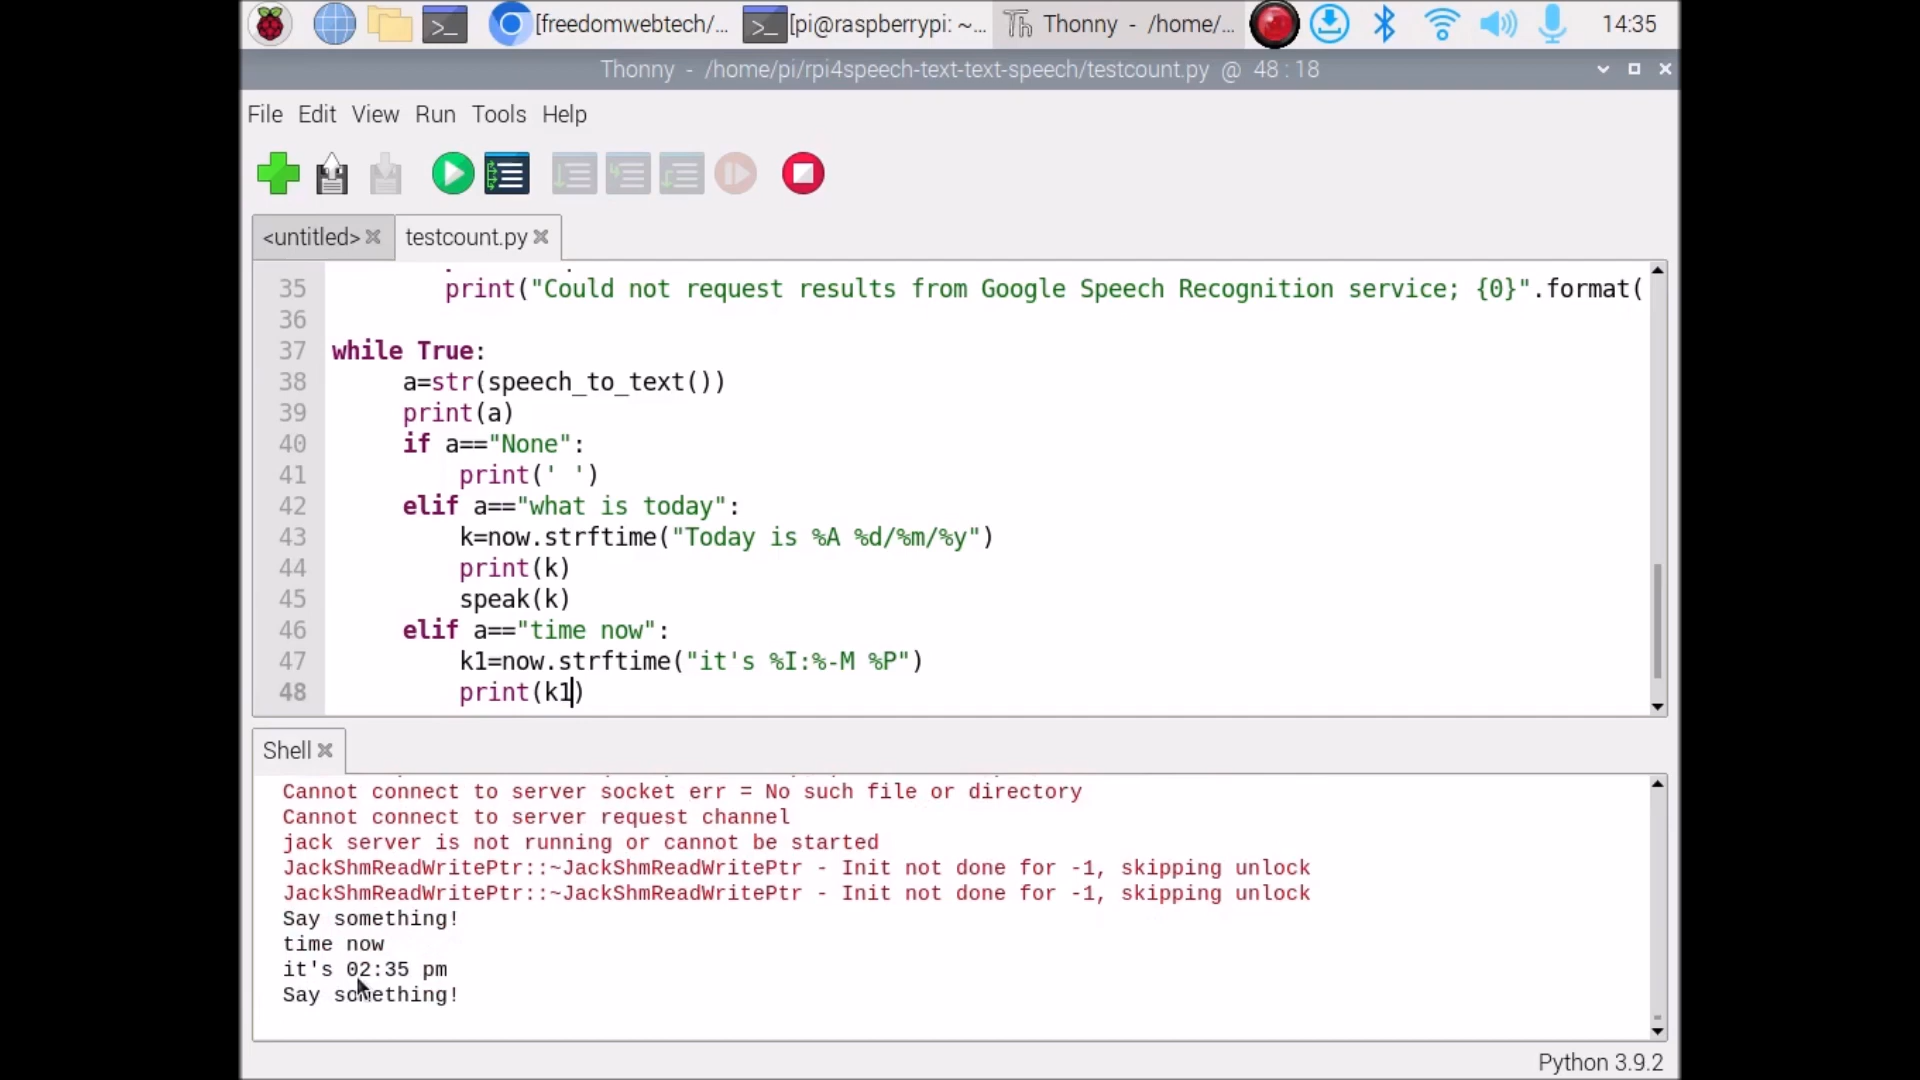 [freedomwebtech/... [pi@raspberrypi: ~... Thonny - /home/... 14:35
Thonny - /home/pi/rpi4speech-text-text-speech/testcount.py @ 48 : 18
File Edit View Run Tools Help
<untitled> testcount.py
35 print("Could not request results from Google Speech Recognition service; {0}".format(
36
37 while True:
38 a=str(speech_to_text())
39 print(a)
40 if a=="None":
41 print(' ')
42 elif a=="what is today":
43 k=now.strftime("Today is %A %d/%m/%y")
44 print(k)
45 speak(k)
46 elif a=="time now":
47 k1=now.strftime("it's %I:%-M %P")
48 print(k1)
Shell
Cannot connect to server socket err = No such file or directory
Cannot connect to server request channel
jack server is not running or cannot be started
JackShmReadWritePtr::~JackShmReadWritePtr - Init not done for -1, skipping unlock
JackShmReadWritePtr::~JackShmReadWritePtr - Init not done for -1, skipping unlock
Say something!
time now
it's 02:35 pm
Say something!
Python 3.9.2